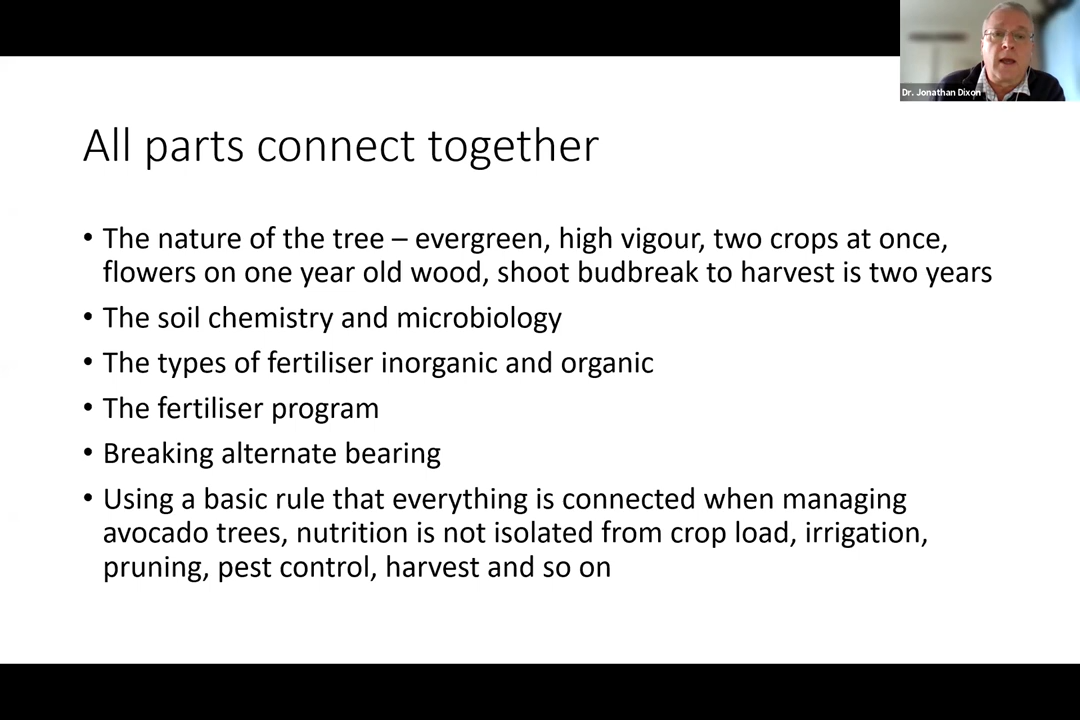 Dr. Jonathan Dixon
All parts connect together
• The nature of the tree – evergreen, high vigour, two crops at once,
flowers on one year old wood, shoot budbreak to harvest is two years
• The soil chemistry and microbiology
• The types of fertiliser inorganic and organic
• The fertiliser program
• Breaking alternate bearing
• Using a basic rule that everything is connected when managing
avocado trees, nutrition is not isolated from crop load, irrigation,
pruning, pest control, harvest and so on